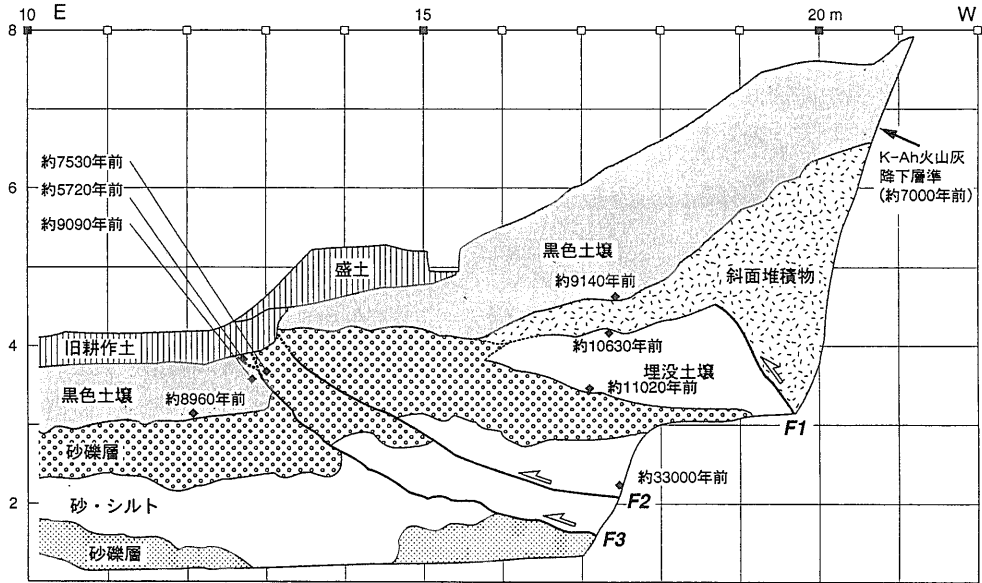 10 E 15 20 m W
8
約7530年前
約5720年前
約9090年前
K-Ah火山灰
降下層準
(約7000年前)
6
盛土
黒色土壌
約9140年前
斜面堆積物
4
旧耕作土
約10630年前
埋没土壌
黒色土壌
約8960年前
約11020年前
F1
砂礫層
約33000年前
2
砂・シルト
F2
F3
砂礫層